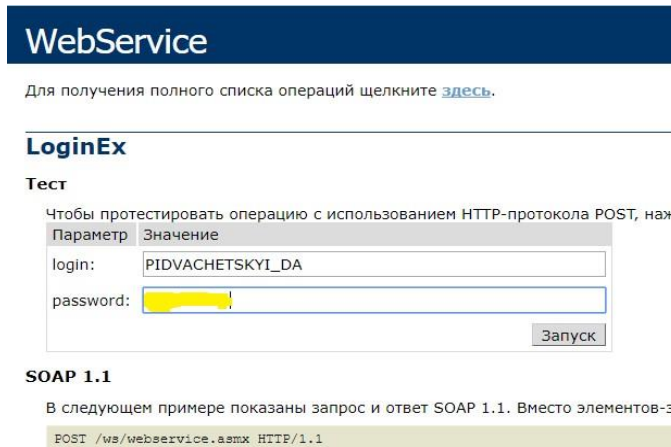 WebService
Для получения полного списка операций щелкните здесь.
LoginEx
Тест
Чтобы протестировать операцию с использованием HTTP-протокола POST, наж
Параметр Значение
login: PIDVACHETSKYI_DA
password:
Запуск
SOAP 1.1
В следующем примере показаны запрос и ответ SOAP 1.1. Вместо элементов-з
POST /ws/webservice.asmx HTTP/1.1